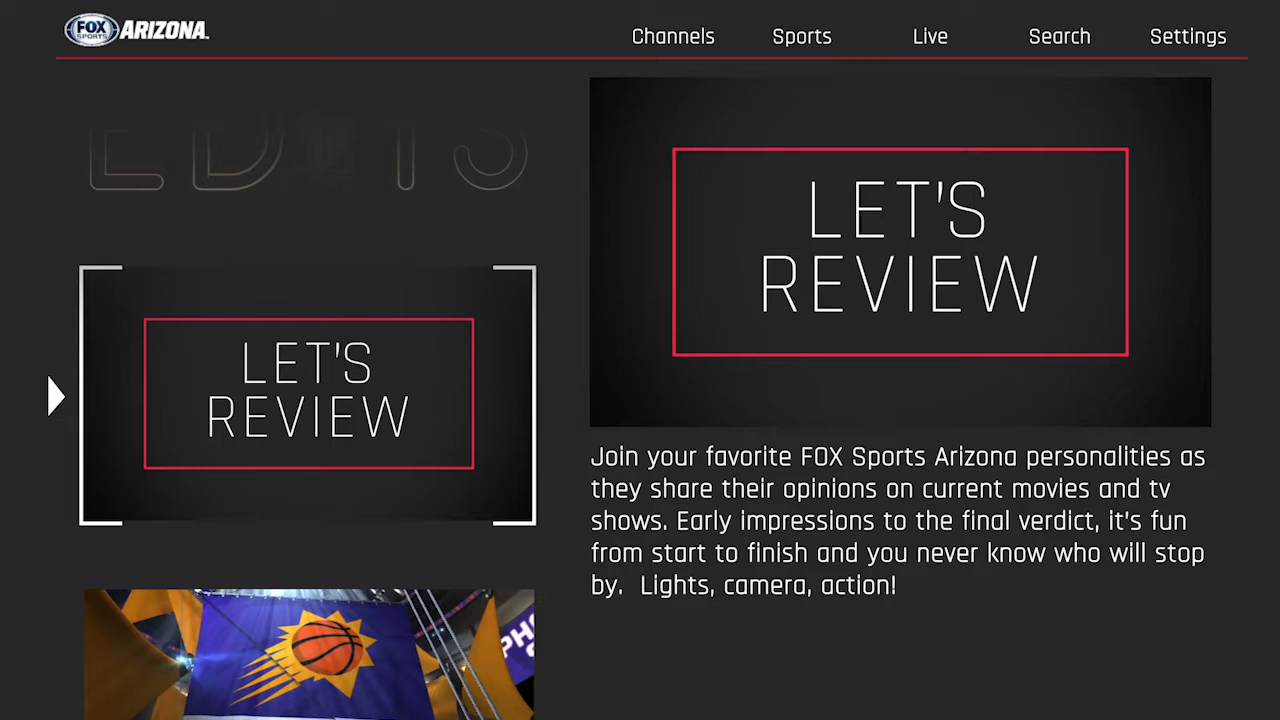 FOX
SPORTS
ARIZONA
Channels
Sports
Live
Search
Settings
LET'S
REVIEW
LET'S
REVIEW
Join your favorite FOX Sports Arizona personalities as
they share their opinions on current movies and tv
shows. Early impressions to the final verdict, it's fun
from start to finish and you never know who will stop
by. Lights, camera, action!